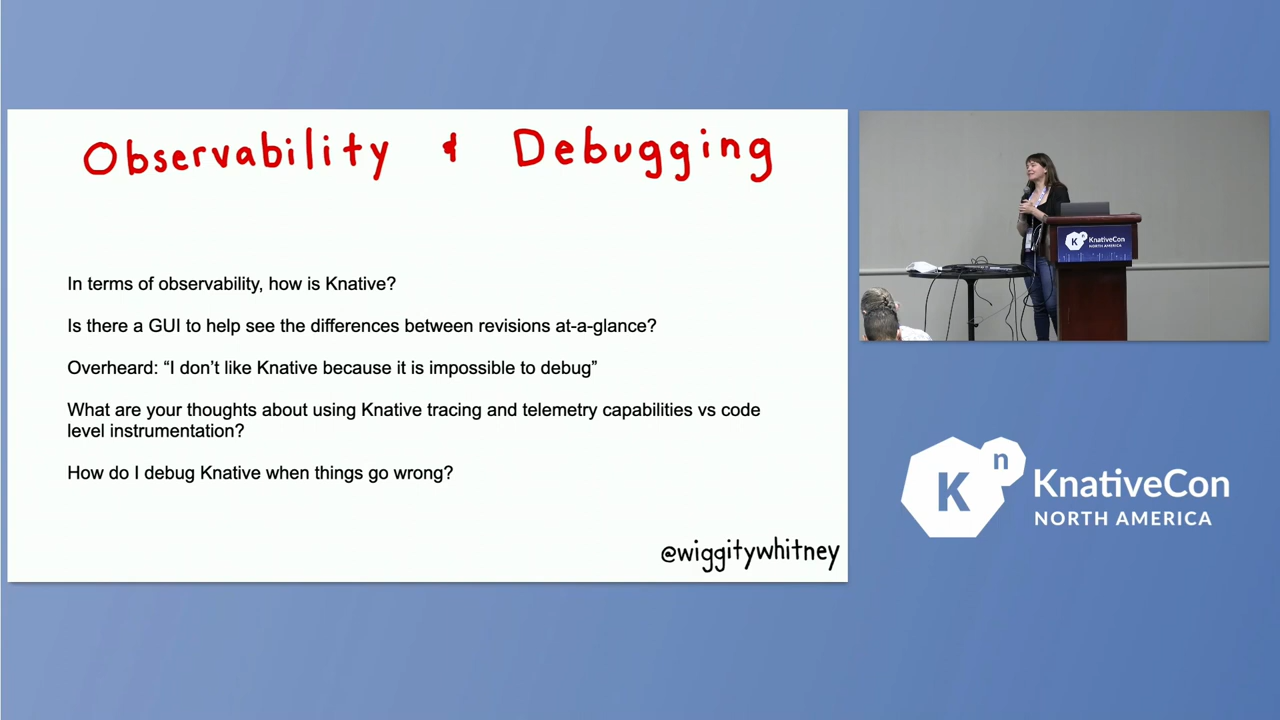 Observability & Debugging
In terms of observability, how is Knative?
Is there a GUI to help see the differences between revisions at-a-glance?
Overheard: “I don’t like Knative because it is impossible to debug”
What are your thoughts about using Knative tracing and telemetry capabilities vs code
level instrumentation?
How do I debug Knative when things go wrong?
@wiggitywhitney
Kn KnativeCon
NORTH AMERICA
K n
KnativeCon
NORTH AMERICA